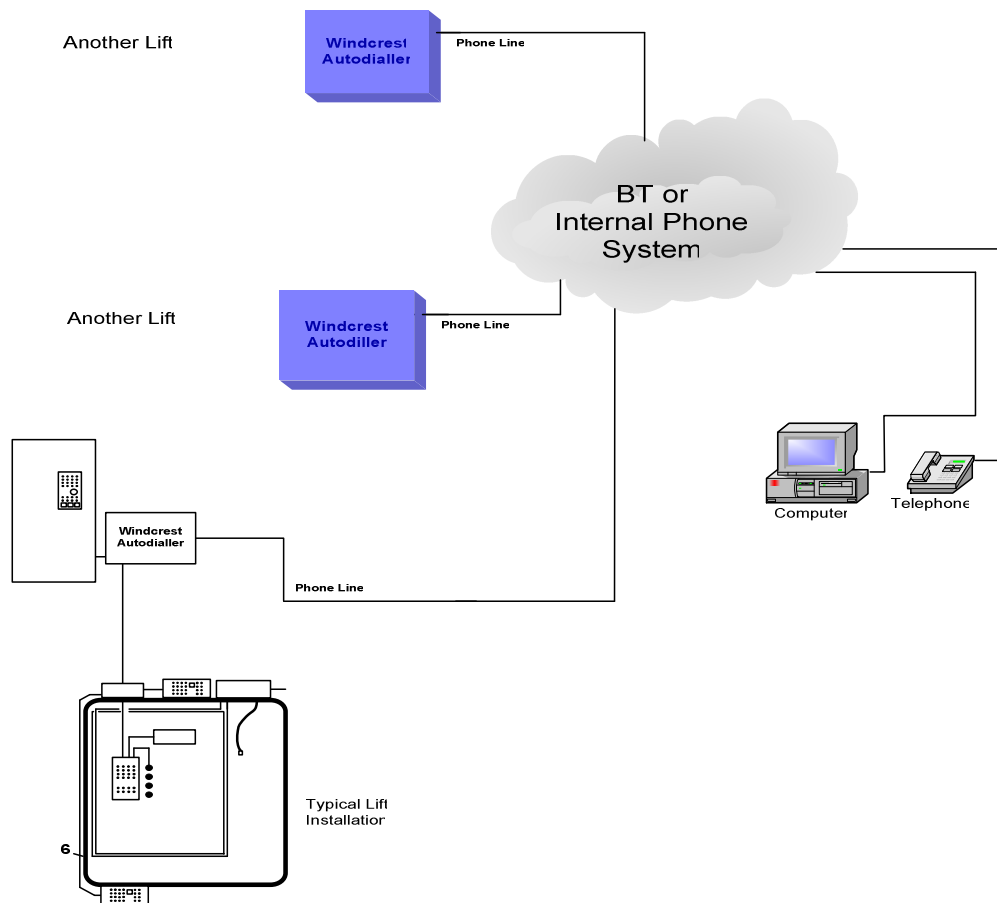 Another Lift
Windcrest
Autodialler
Phone Line
BT or
Internal Phone
System
Another Lift
Windcrest
Autodiller
Phone Line
Computer
Telephone
Windcrest
Autodialler
Phone Line
Typical Lift
Installation
6